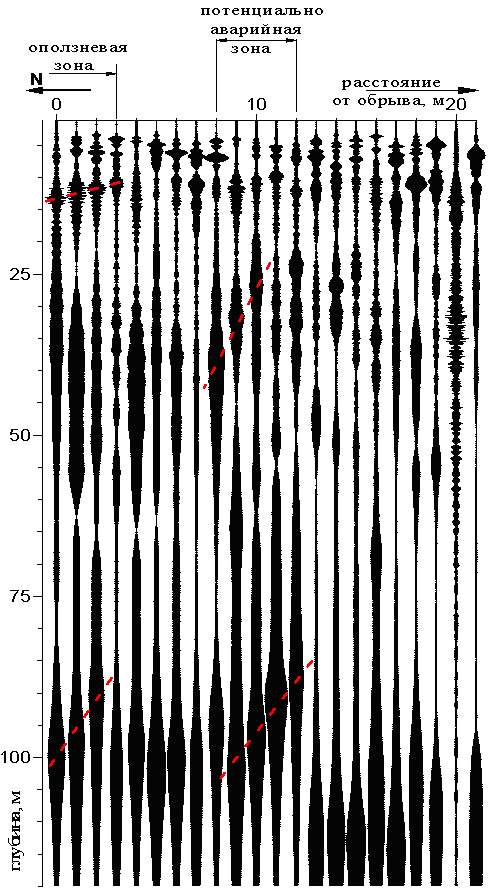 потенциально
аварийная
зона
оползневая
зона
N
расстояние
от обрыва, м
0
10
20
25
50
75
100
глубина, м